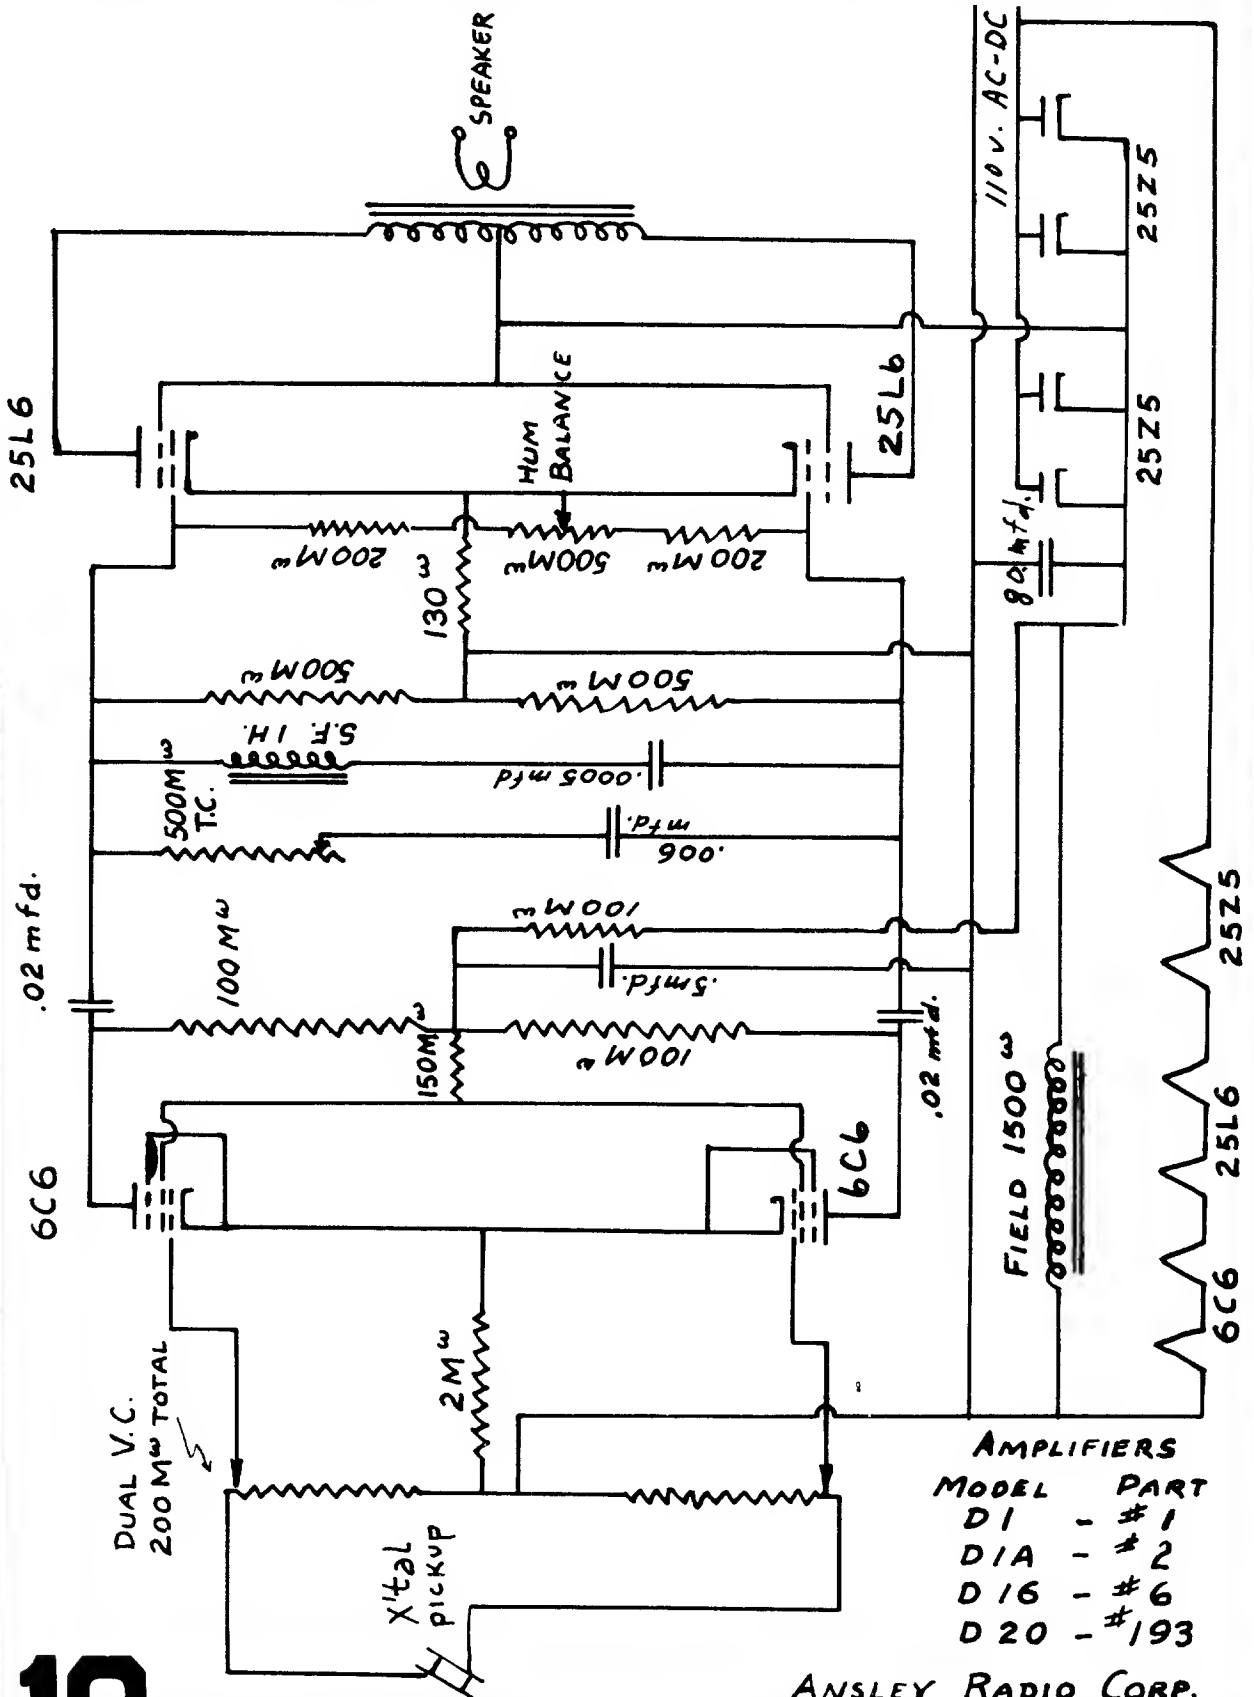 SPEAKER
25L6
110 V. AC-DC
25Z5
HUM
BALANCE
25L6
25Z5
200Mω
500Mω
200Mω
130ω
80. mfd.
500Mω
500Mω
S.F. 1H.
.0005 mfd
500Mω
T.C.
.006
mfd.
.02 mfd.
100Mω
100Mω
.5mfd.
150Mω
100Mω
.02 mfd.
6C6
6C6
FIELD 1500ω
25Z5
25L6
6C6
DUAL V.C.
200Mω TOTAL
2Mω
X'tal
PICKUP
AMPLIFIERS
MODEL PART
D1 - #1
D1A - #2
D16 - #6
D20 - #193
ANSLEY RADIO CORP.
10